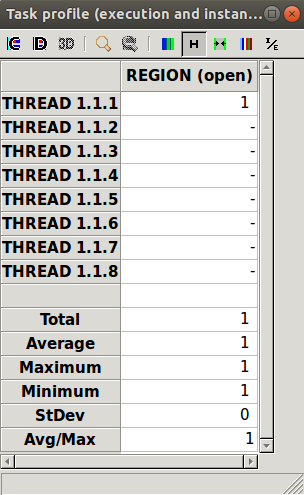 Task profile (execution and instan...
3D H I/E
REGION (open)
THREAD 1.1.1 1
THREAD 1.1.2 -
THREAD 1.1.3 -
THREAD 1.1.4 -
THREAD 1.1.5 -
THREAD 1.1.6 -
THREAD 1.1.7 -
THREAD 1.1.8 -
Total 1
Average 1
Maximum 1
Minimum 1
StDev 0
Avg/Max 1